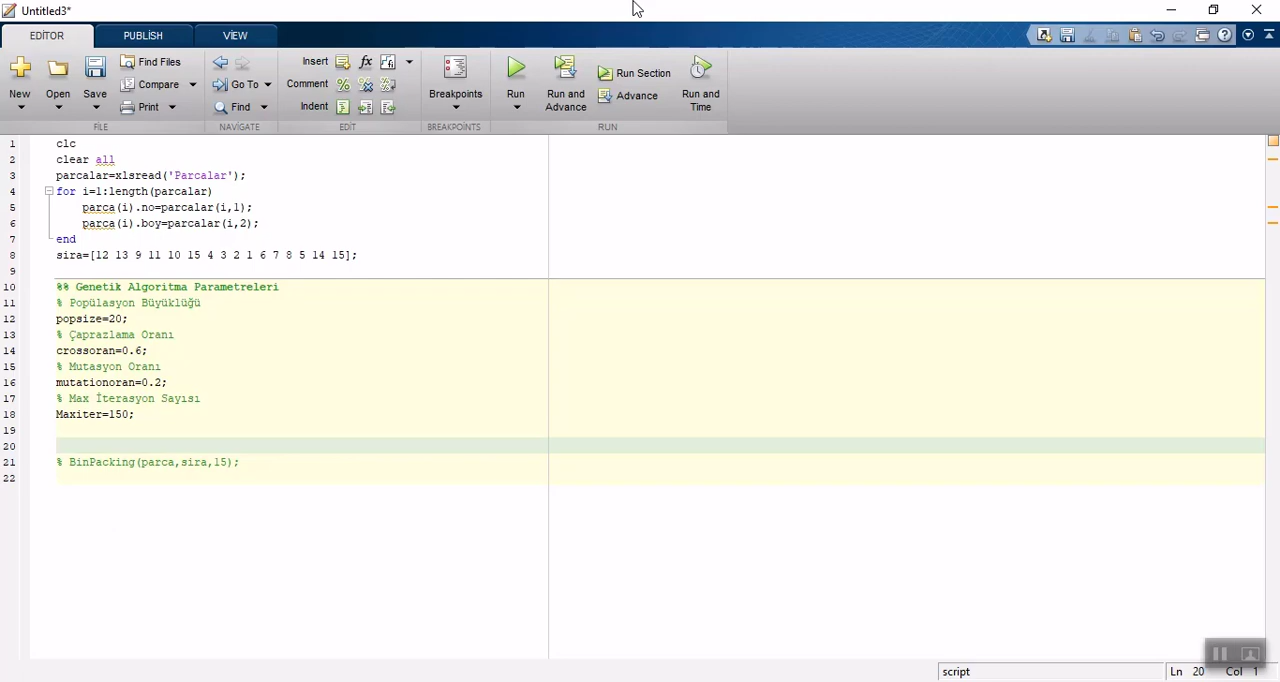 Untitled3*
EDITOR PUBLISH VIEW
New Open Save Find Files Compare Print
FILE
Go To Find
NAVIGATE
Insert fx
Comment
Indent
EDIT
Breakpoints
BREAKPOINTS
Run Run and Advance Run Section Advance Run and Time
RUN
1 clc
2 clear all
3 parcalar=xlsread('Parcalar');
4 for i=1:length(parcalar)
5 parca(i).no=parcalar(i,1);
6 parca(i).boy=parcalar(i,2);
7 end
8 sira=[12 13 9 11 10 15 4 3 2 1 6 7 8 5 14 15];
9
10 %% Genetik Algoritma Parametreleri
11 % Popülasyon Büyüklüğü
12 popsize=20;
13 % Çaprazlama Oranı
14 crossoran=0.6;
15 % Mutasyon Oranı
16 mutationoran=0.2;
17 % Max İterasyon Sayısı
18 Maxiter=150;
19
20
21 % BinPacking(parca,sira,15);
22
script Ln 20 Col 1